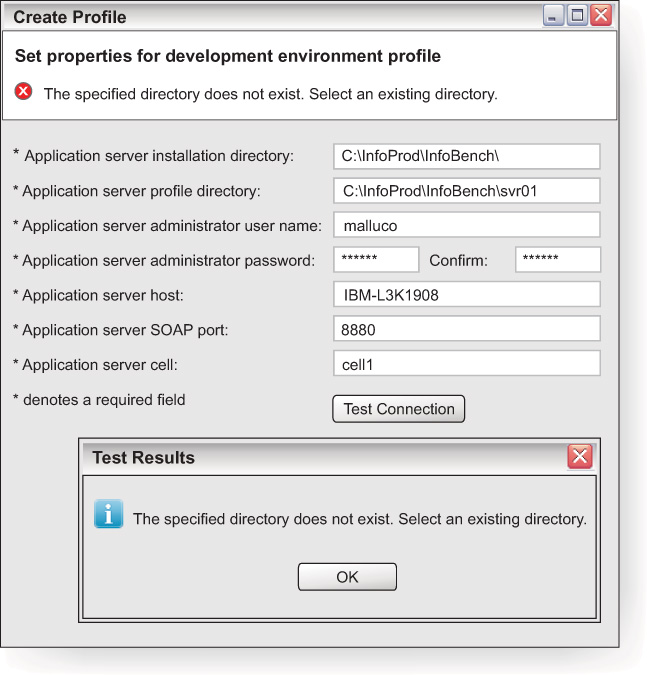 Create Profile
Set properties for development environment profile
The specified directory does not exist. Select an existing directory.
* Application server installation directory: C:\InfoProd\InfoBench\
* Application server profile directory: C:\InfoProd\InfoBench\svr01
* Application server administrator user name: malluco
* Application server administrator password: ****** Confirm: ******
* Application server host: IBM-L3K1908
* Application server SOAP port: 8880
* Application server cell: cell1
* denotes a required field Test Connection
Test Results
i The specified directory does not exist. Select an existing directory.
OK